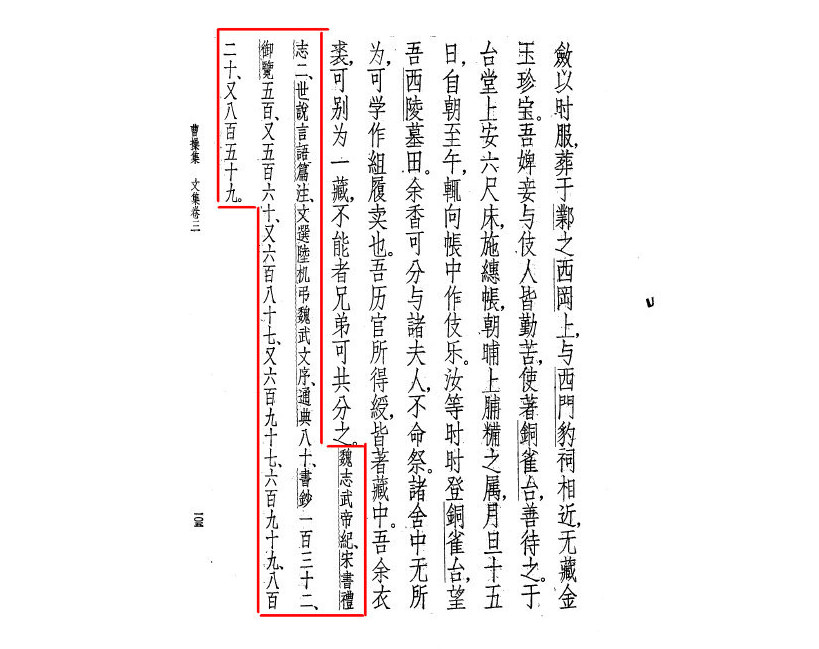 斂以时服，葬于鄴之西岡上，与西門豹祠相近，无藏金
玉珍宝。吾婢妾与伎人皆勤苦，使著銅雀台，善待之。于
台堂上安六尺床，施繐帳，朝晡上脯糒之属，月旦十五
日，自朝至午，輒向帳中作伎乐。汝等时时登銅雀台，望
吾西陵墓田。余香可分与諸夫人，不命祭。諸舍中无所
为，可学作組履卖也。吾历官所得綬，皆著藏中。吾余衣
裘，可别为一藏，不能者兄弟可共分之。魏志武帝紀、宋書禮
志二、世說言語篇注、文選陸机弔魏武文序、通典八十、書鈔一百三十二、
御覽五百、又五百六十、又六百八十七、又六百九十七、六百九十九、八百
二十、又八百五十九。
曹操集 文集卷三